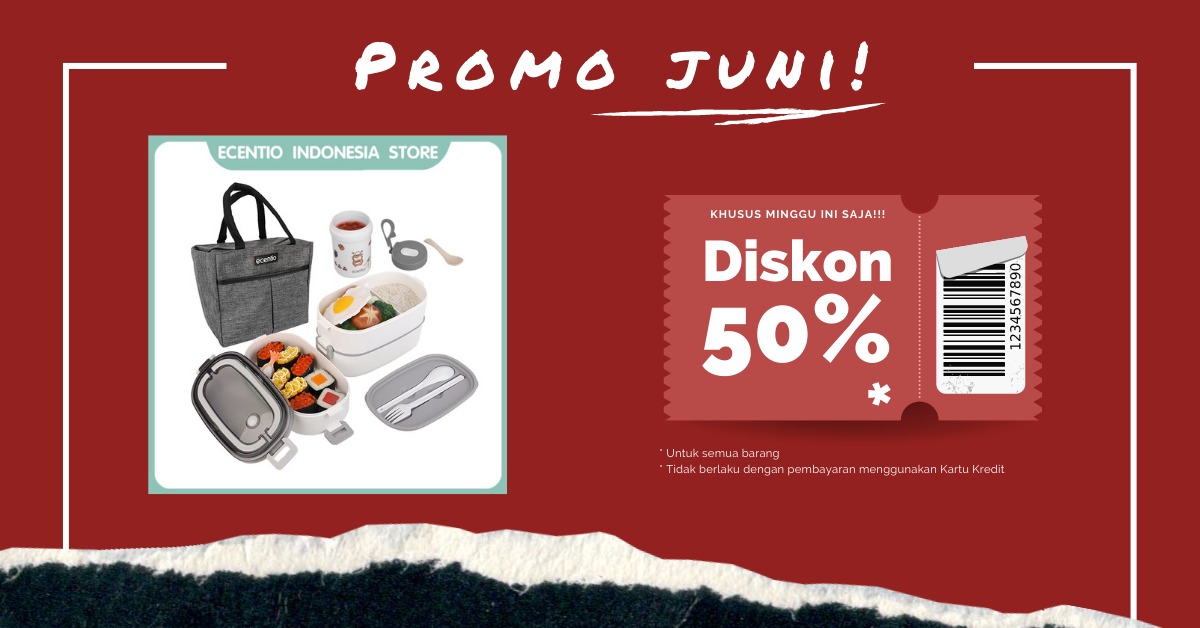 Promo Juni!
ECENTIO INDONESIA STORE
ecentio
KHUSUS MINGGU INI SAJA!!!
Diskon
50%
*
1234567890
* Untuk semua barang
* Tidak berlaku dengan pembayaran menggunakan Kartu Kredit